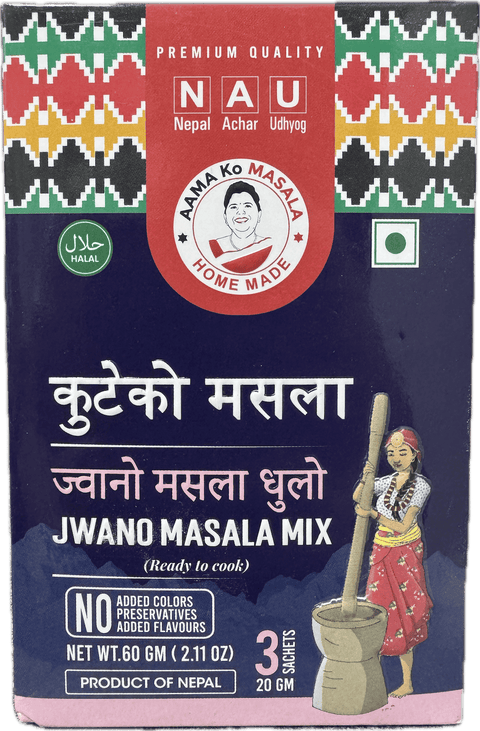 PREMIUM QUALITY
N A U
Nepal Achar Udhyog
AAMA Ko MASALA
HOME MADE
حلال
HALAL
कुटेको मसला
ज्वानो मसला धुलो
JWANO MASALA MIX
(Ready to cook)
NO ADDED COLORS
PRESERVATIVES
ADDED FLAVOURS
NET WT.60 GM ( 2.11 OZ)
3 SACHETS
20 GM
PRODUCT OF NEPAL